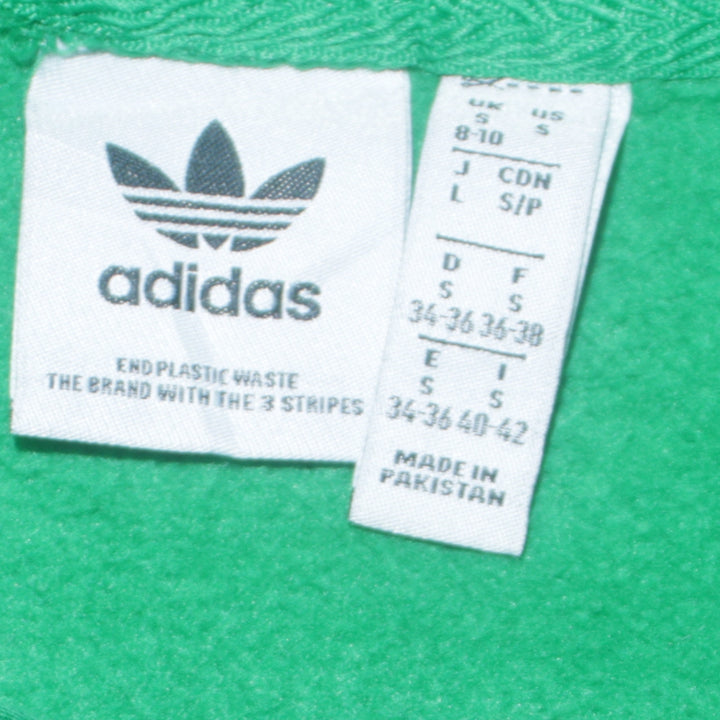 adidas
END PLASTIC WASTE
THE BRAND WITH THE 3 STRIPES
UK US
S S
8-10
J CDN
L S/P
D F
S S
34-36 36-38
E I
S S
34-36 40-42
MADE IN
PAKISTAN